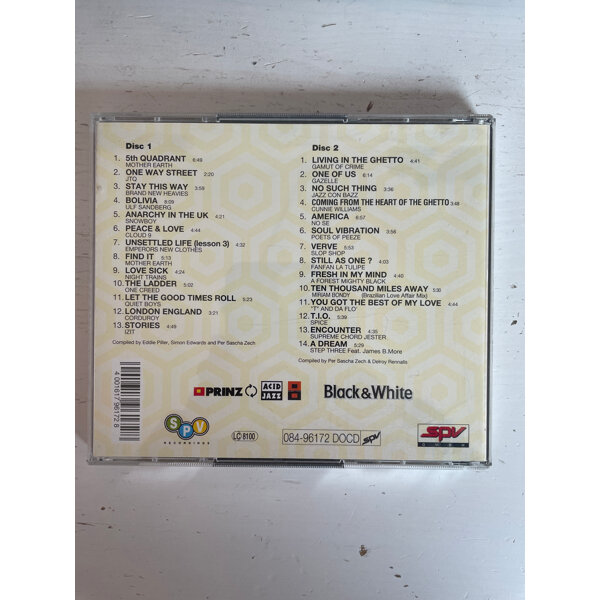 Disc 1
1. 5th QUADRANT 6:49
MOTHER EARTH
2. ONE WAY STREET 2:20
JTQ
3. STAY THIS WAY 3:59
BRAND NEW HEAVIES
4. BOLIVIA 8:09
ULF SANDBERG
5. ANARCHY IN THE UK 4:21
SNOWBOY
6. PEACE & LOVE 4:44
CLOUD 9
7. UNSETTLED LIFE (lesson 3) 4:32
EMPERORS NEW CLOTHES
8. FIND IT 5:13
MOTHER EARTH
9. LOVE SICK 4:24
NIGHT TRAINS
10. THE LADDER 5:02
ONE CREED
11. LET THE GOOD TIMES ROLL 5:23
QUIET BOYS
12. LONDON ENGLAND 3:21
CORDUROY
13. STORIES 4:49
IZIT
Compiled by Eddie Piller, Simon Edwards and Per Sascha Zech
Disc 2
1. LIVING IN THE GHETTO 4:41
GAMUT OF CRIME
2. ONE OF US 6:14
GAZELLE
3. NO SUCH THING 3:36
JAZZ CON BAZZ
4. COMING FROM THE HEART OF THE GHETTO 3:48
CUNNIE WILLIAMS
5. AMERICA 6:57
NO SE
6. SOUL VIBRATION 3:56
POETS OF PEEZE
7. VERVE 5:53
SLOP SHOP
8. STILL AS ONE ? 4:03
FANFAN LA TULIPE
9. FRESH IN MY MIND 4:40
A FOREST MIGHTY BLACK
10. TEN THOUSAND MILES AWAY 5:06
MIRIAM BONDY (Brazilian Love Affair Mix)
11. YOU GOT THE BEST OF MY LOVE 4:44
"T" AND DA FLO'
12. T.I.O. 5:39
SPICE
13. ENCOUNTER 4:35
SUPREME CHORD JESTER
14. A DREAM 5:29
STEP THREE Feat. James B.More
Compiled by Per Sascha Zech & Delroy Rennalls
4 001617 961728
PRINZ
ACID JAZZ
Black&White
SPV
RECORDINGS
LC 8100
084-96172 DOCD SPV
SPV